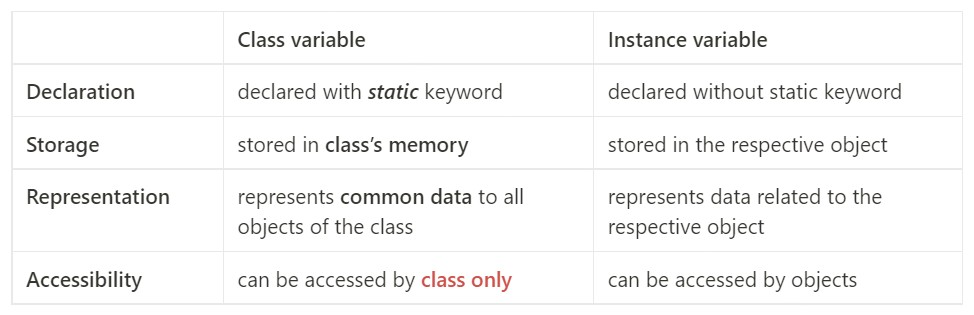 Class variable Instance variable
Declaration declared with static keyword declared without static keyword
Storage stored in class’s memory stored in the respective object
Representation represents common data to all represents data related to the
objects of the class respective object
Accessibility can be accessed by class only can be accessed by objects